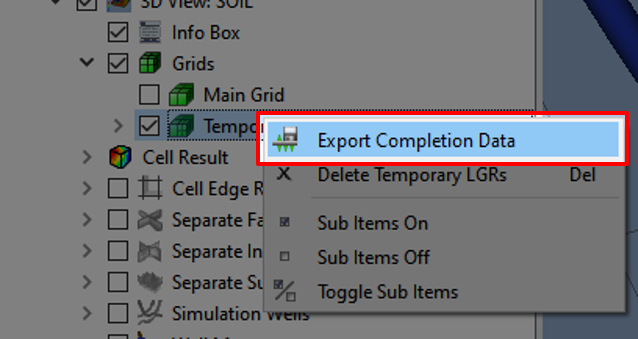 3D View: SOIL
Info Box
Grids
Main Grid
Tempo
Export Completion Data
Cell Result
Delete Temporary LGRs Del
Cell Edge R
Separate Fa
Sub Items On
Separate In
Sub Items Off
Separate Su
Toggle Sub Items
Simulation Wells